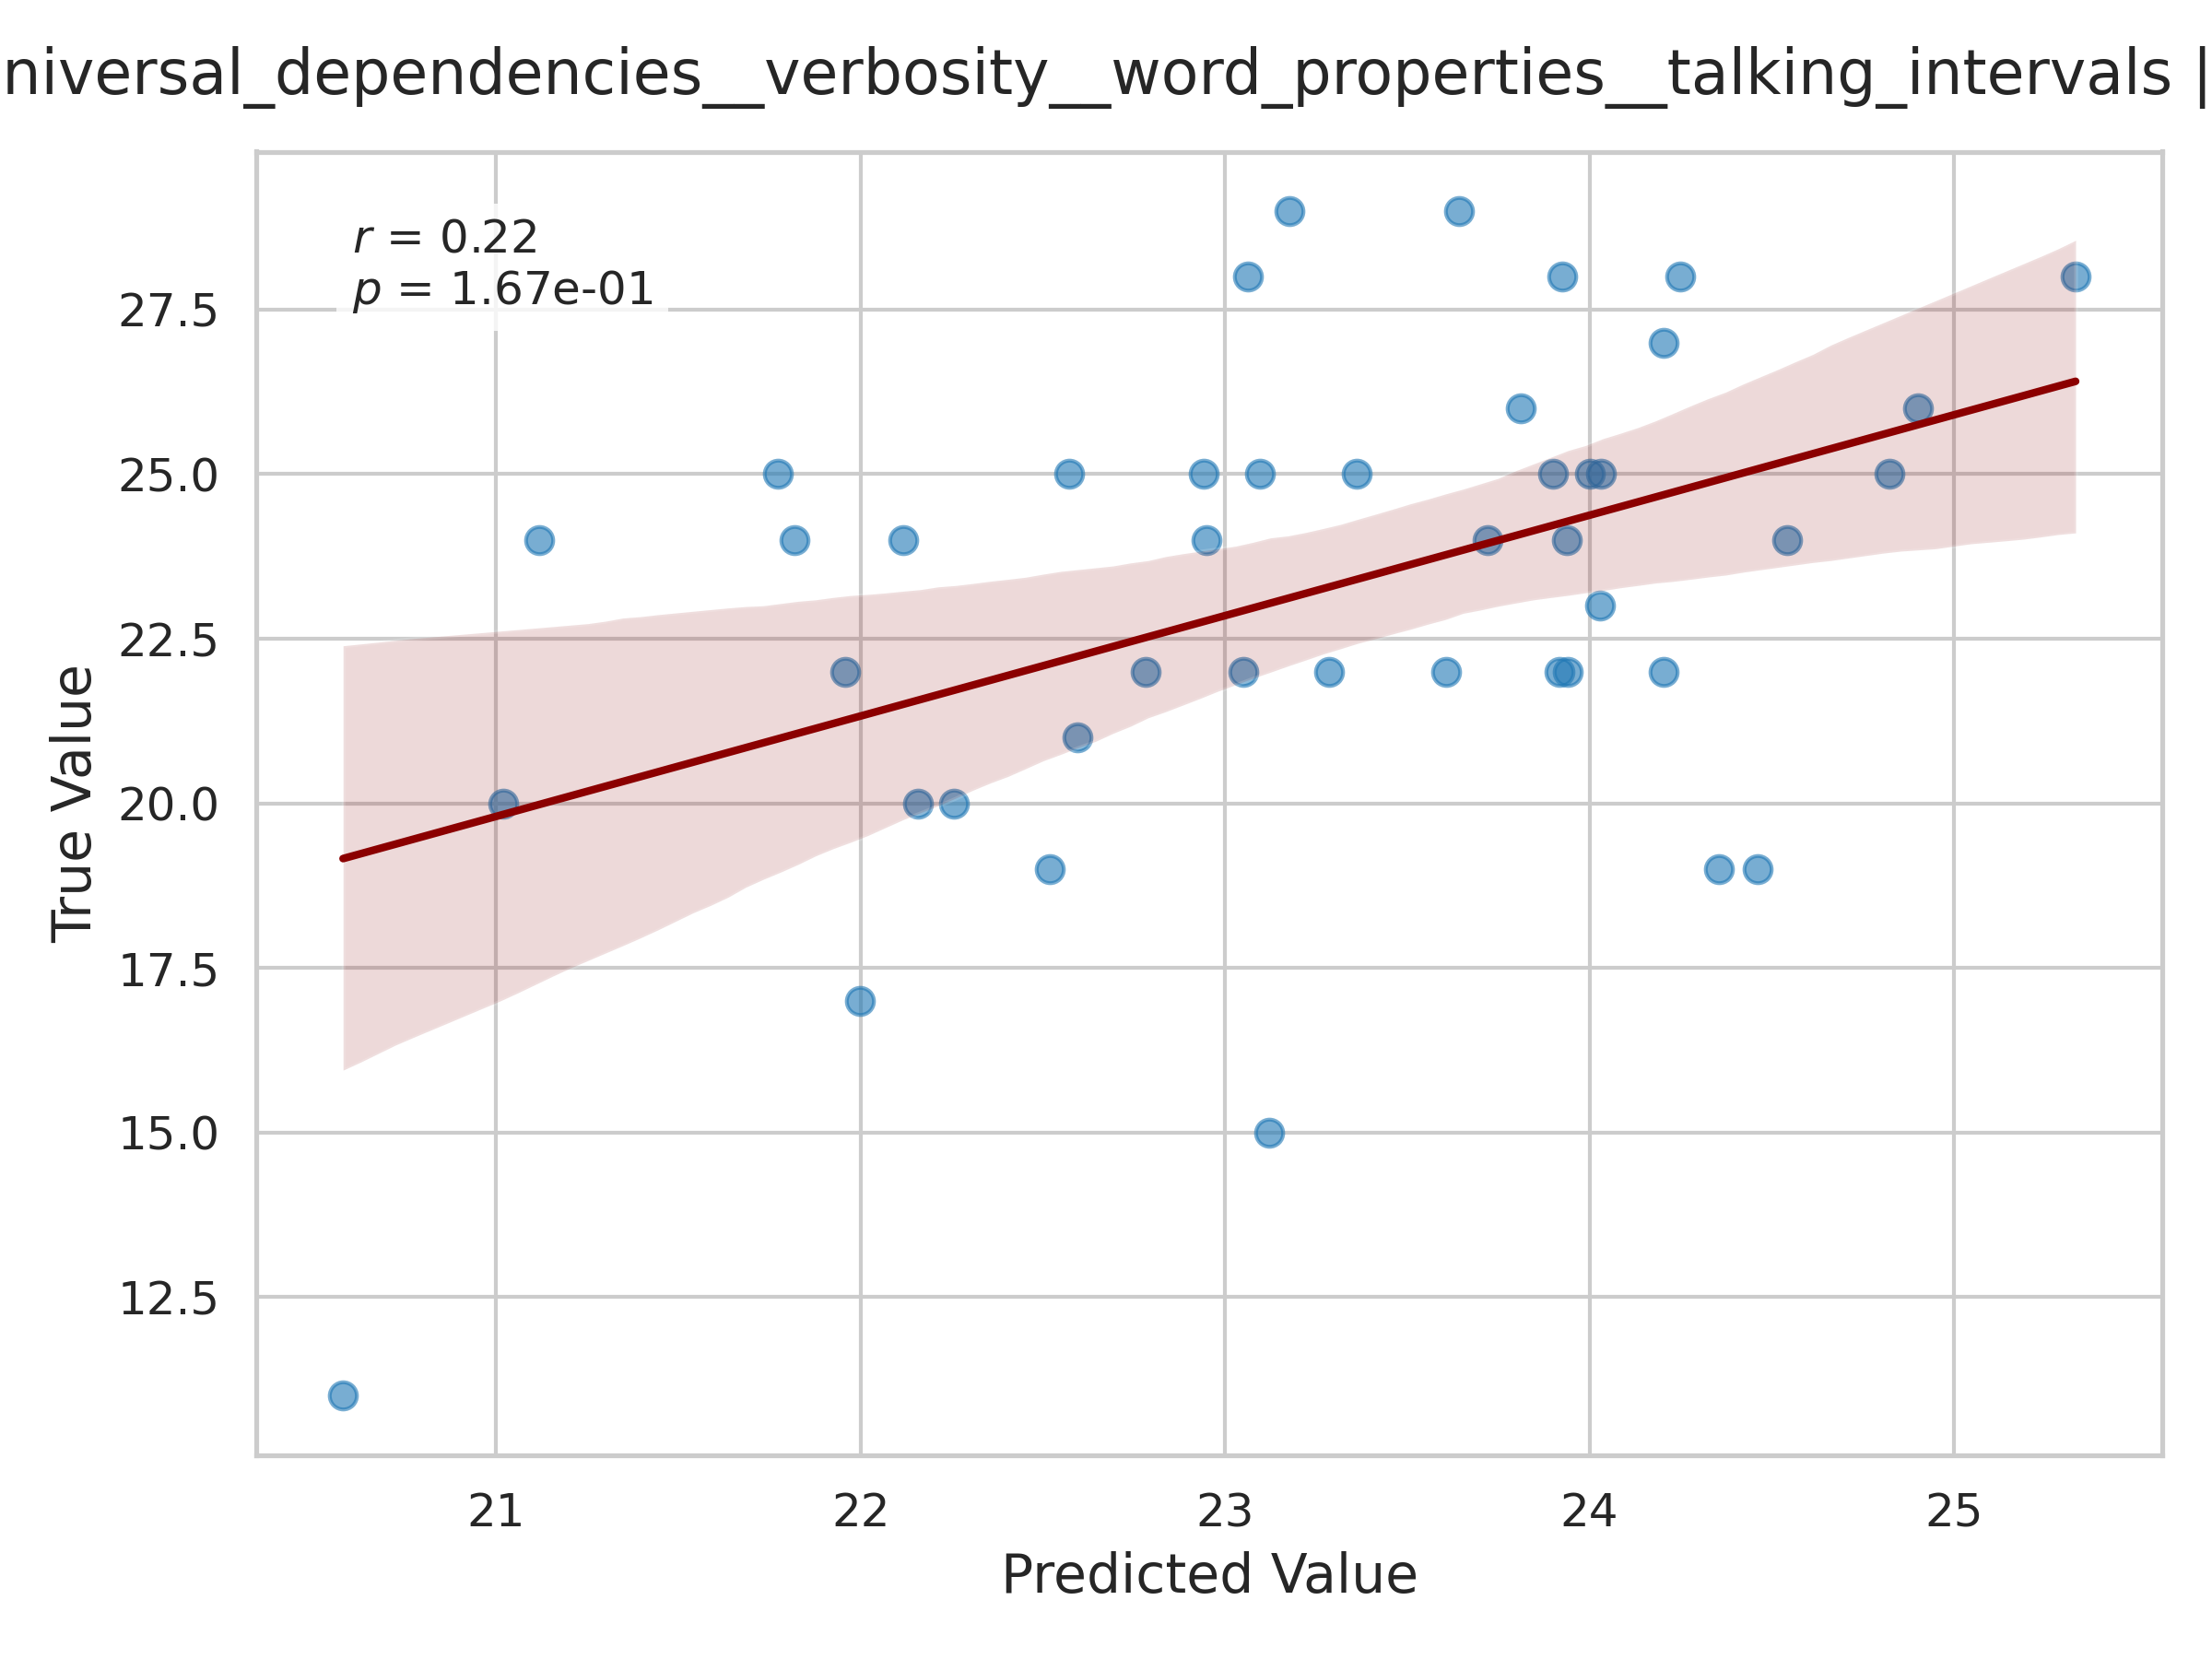 niversal_dependencies__verbosity__word_properties__talking_intervals |
r = 0.22
p = 1.67e-01
27.5
25.0
22.5
20.0
17.5
15.0
12.5
True Value
21 22 23 24 25
Predicted Value